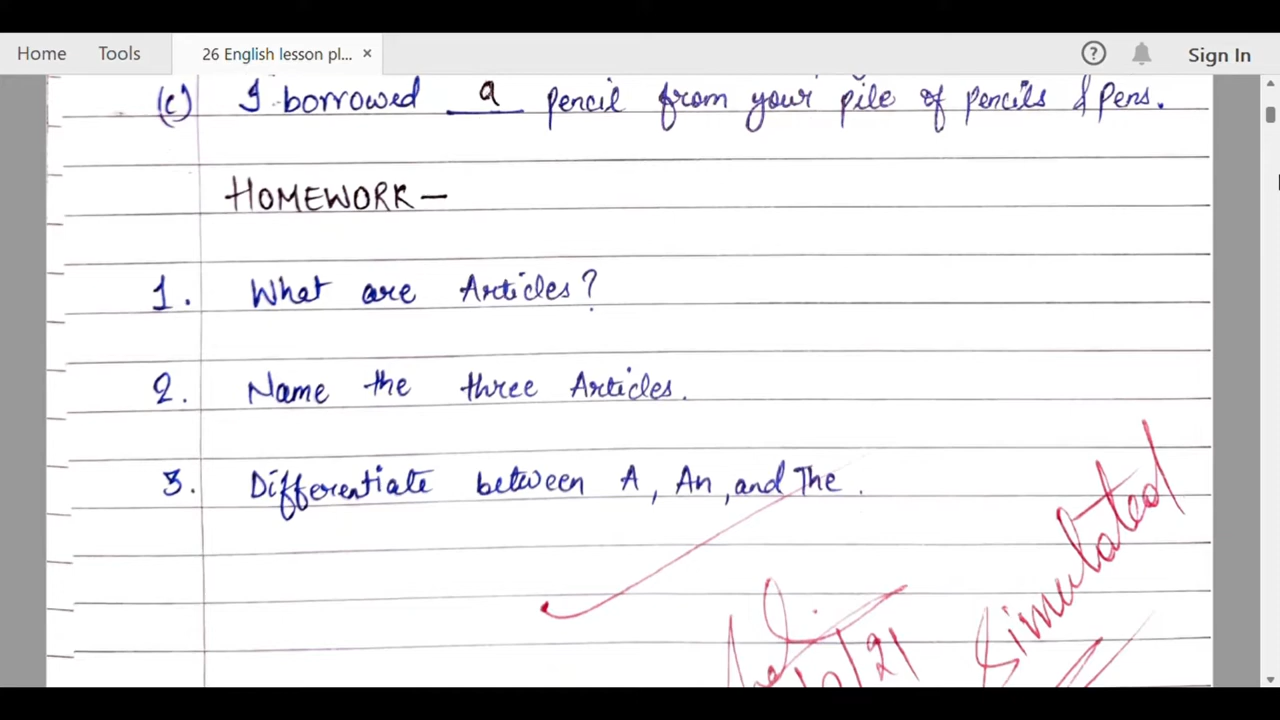 Home Tools 26 English lesson pl... × ? Sign In
(c) I borrowed a pencil from your pile of pencils & pens.
HOMEWORK —
1. What are Articles?
2. Name the three Articles.
3. Differentiate between A, An, and The.
Simulated
/21